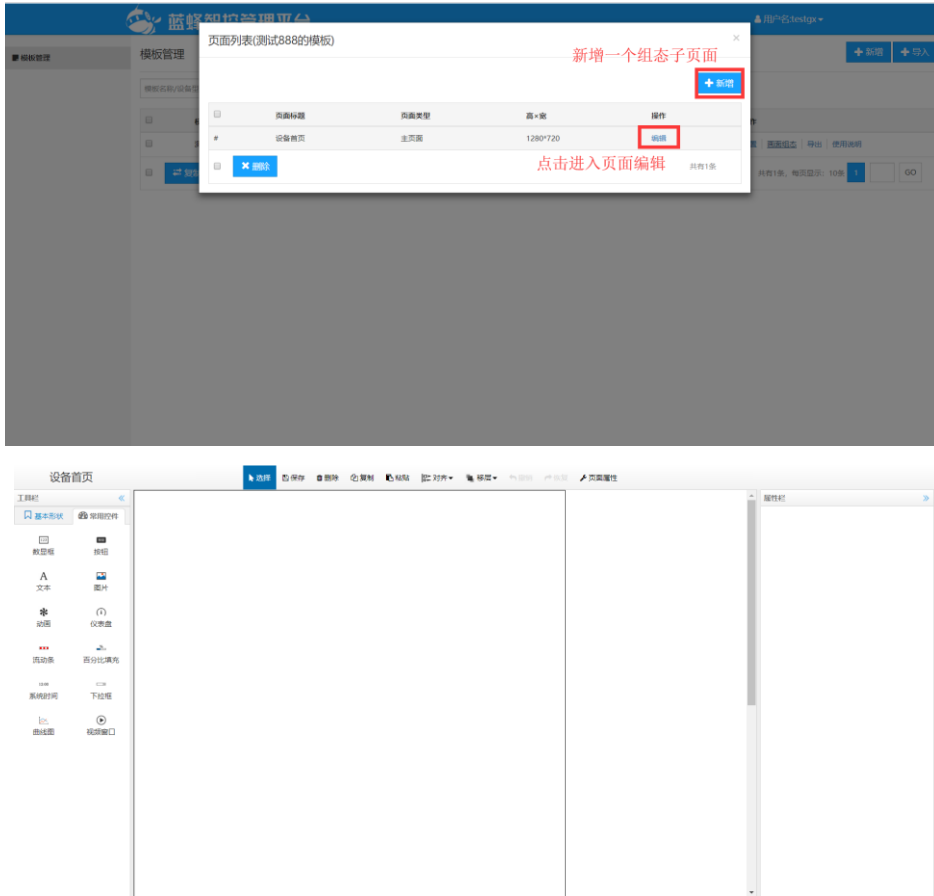 蓝蜂智控管理平台
用户名:testgx
模板管理
模板管理
+ 新增 + 导入
页面列表(测试888的模板) ×
新增一个组态子页面
+ 新增
页面标题 页面类型 高×宽 操作
# 设备首页 主页面 1280*720 编辑
× 删除
点击进入页面编辑
共有1条
画面组态 导出 使用说明
共有1条, 每页显示: 10条 1 GO
设备首页
选择 保存 删除 复制 粘贴 对齐 移层 页面属性
工具栏 «
属性栏 »
基本形状 常用控件
数显框 按钮
文本 图片
动画 仪表盘
流动条 百分比填充
系统时间 下拉框
曲线图 视频窗口